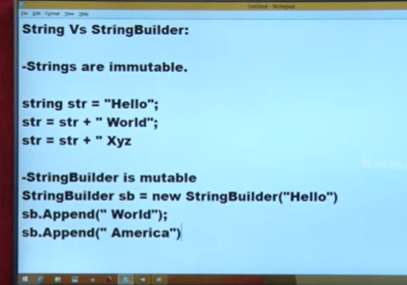 Untitled - Notepad
File Edit Format View Help
String Vs StringBuilder:
-Strings are immutable.
string str = "Hello";
str = str + " World";
str = str + " Xyz
-StringBuilder is mutable
StringBuilder sb = new StringBuilder("Hello")
sb.Append(" World");
sb.Append(" America")